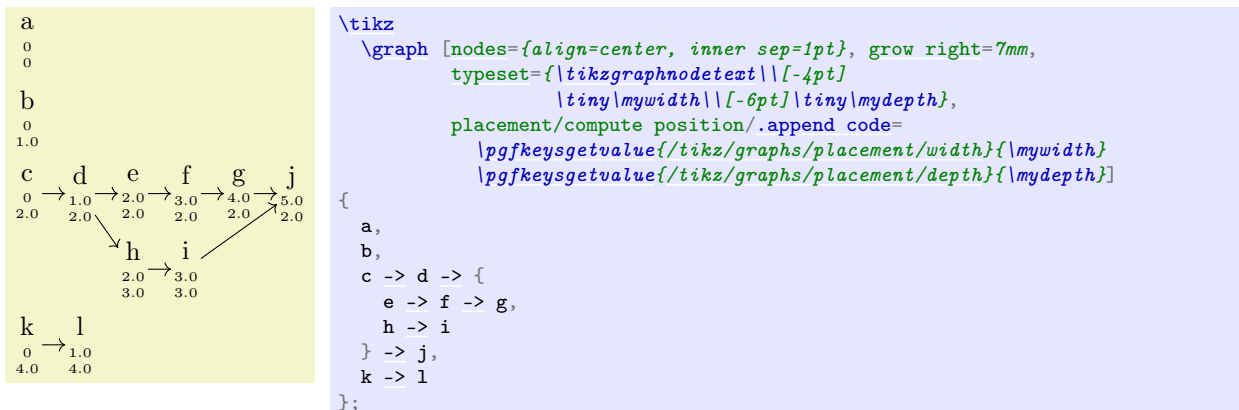 a
0
0
b
0
1.0
c d e f g j
0 1.0 2.0 3.0 4.0 5.0
2.0 2.0 2.0 2.0 2.0 2.0
h i
2.0 3.0
3.0 3.0
k l
0 1.0
4.0 4.0
\tikz
  \graph [nodes={align=center, inner sep=1pt}, grow right=7mm,
          typeset={\tikzgraphnodetext\\[-4pt]
                   \tiny\mywidth\\[-6pt]\tiny\mydepth},
          placement/compute position/.append code=
            \pgfkeysgetvalue{/tikz/graphs/placement/width}{\mywidth}
            \pgfkeysgetvalue{/tikz/graphs/placement/depth}{\mydepth}]
{
  a,
  b,
  c -> d -> {
    e -> f -> g,
    h -> i
  } -> j,
  k -> l
};